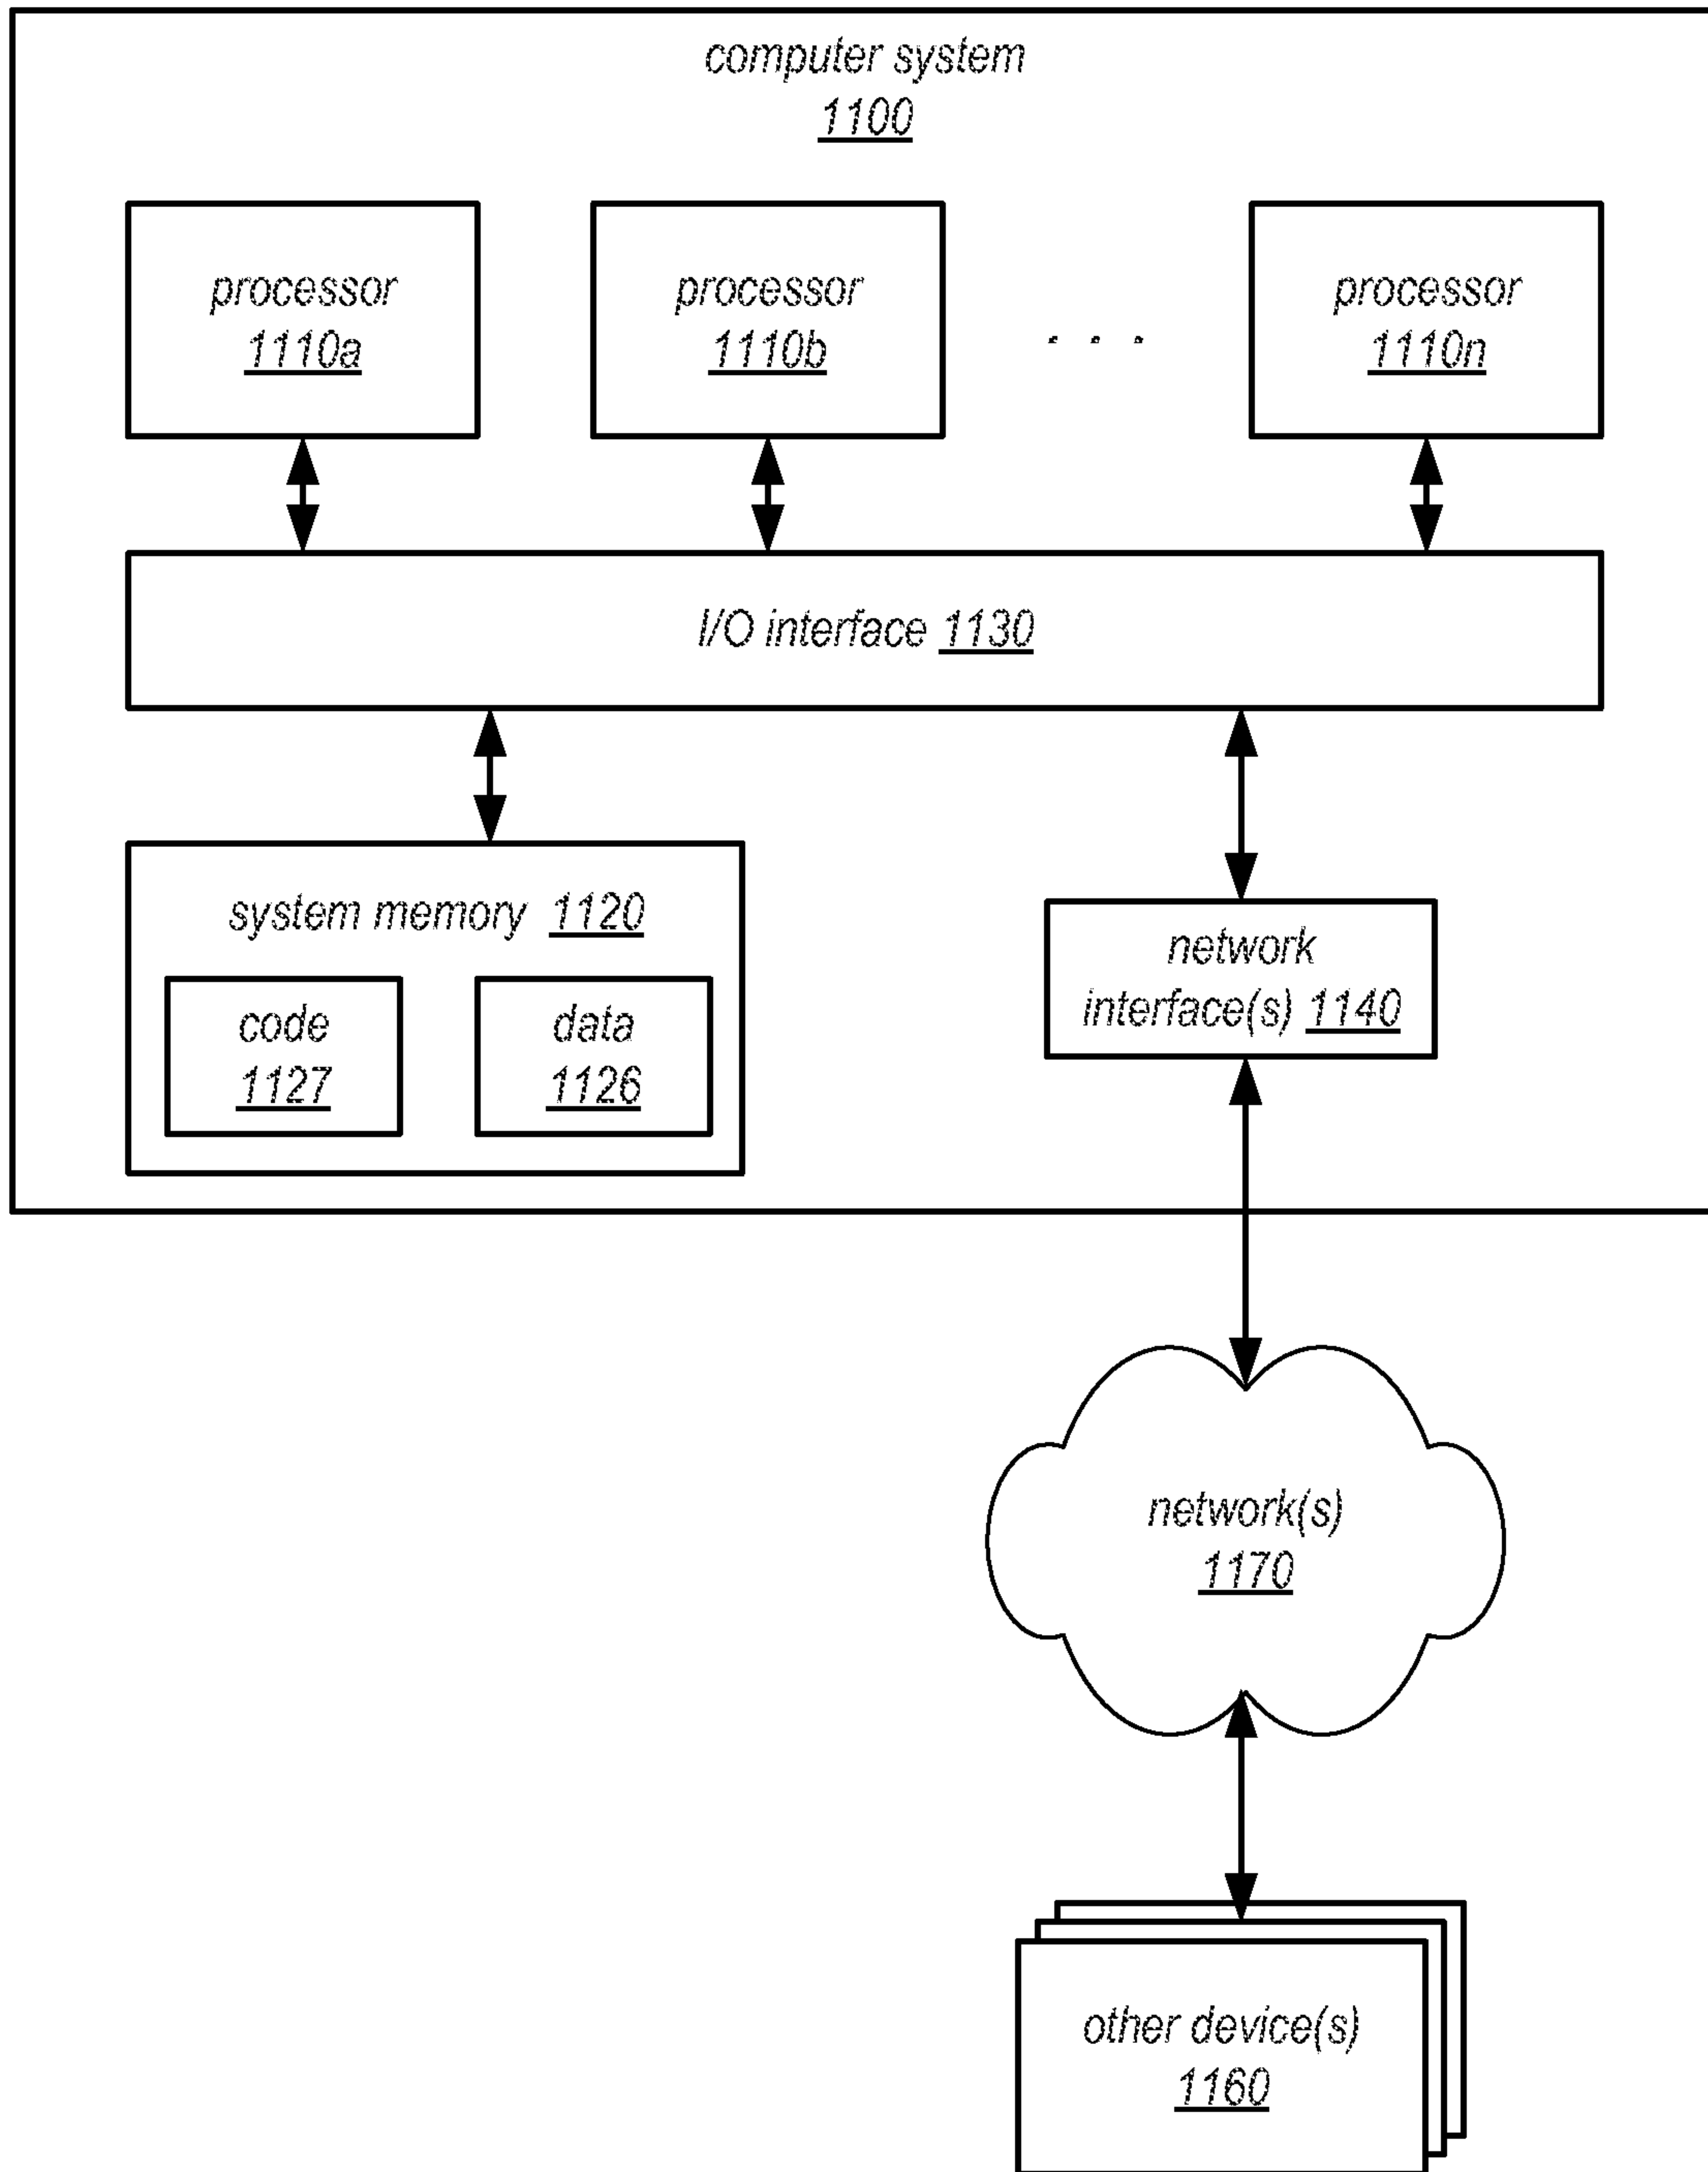 computer system
1100
processor
1110a
processor
1110b
. . .
processor
1110n
I/O interface 1130
system memory 1120
code
1127
data
1126
network
interface(s) 1140
network(s)
1170
other device(s)
1160